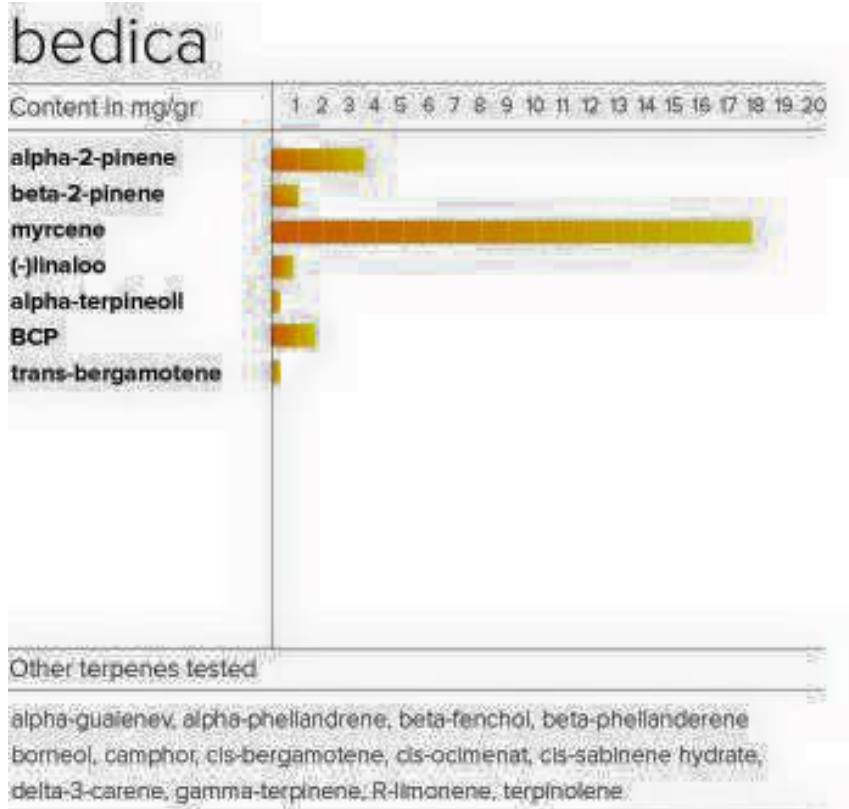 bedica
Content in mg/gr 1 2 3 4 5 6 7 8 9 10 11 12 13 14 15 16 17 18 19 20
alpha-2-pinene
beta-2-pinene
myrcene
(-)linaloo
alpha-terpineoll
BCP
trans-bergamotene
Other terpenes tested
alpha-guaienev, alpha-phellandrene, beta-fenchol, beta-phellanderene
borneol, camphor, cis-bergamotene, cis-ocimenat, cis-sabinene hydrate,
delta-3-carene, gamma-terpinene, R-limonene, terpinolene